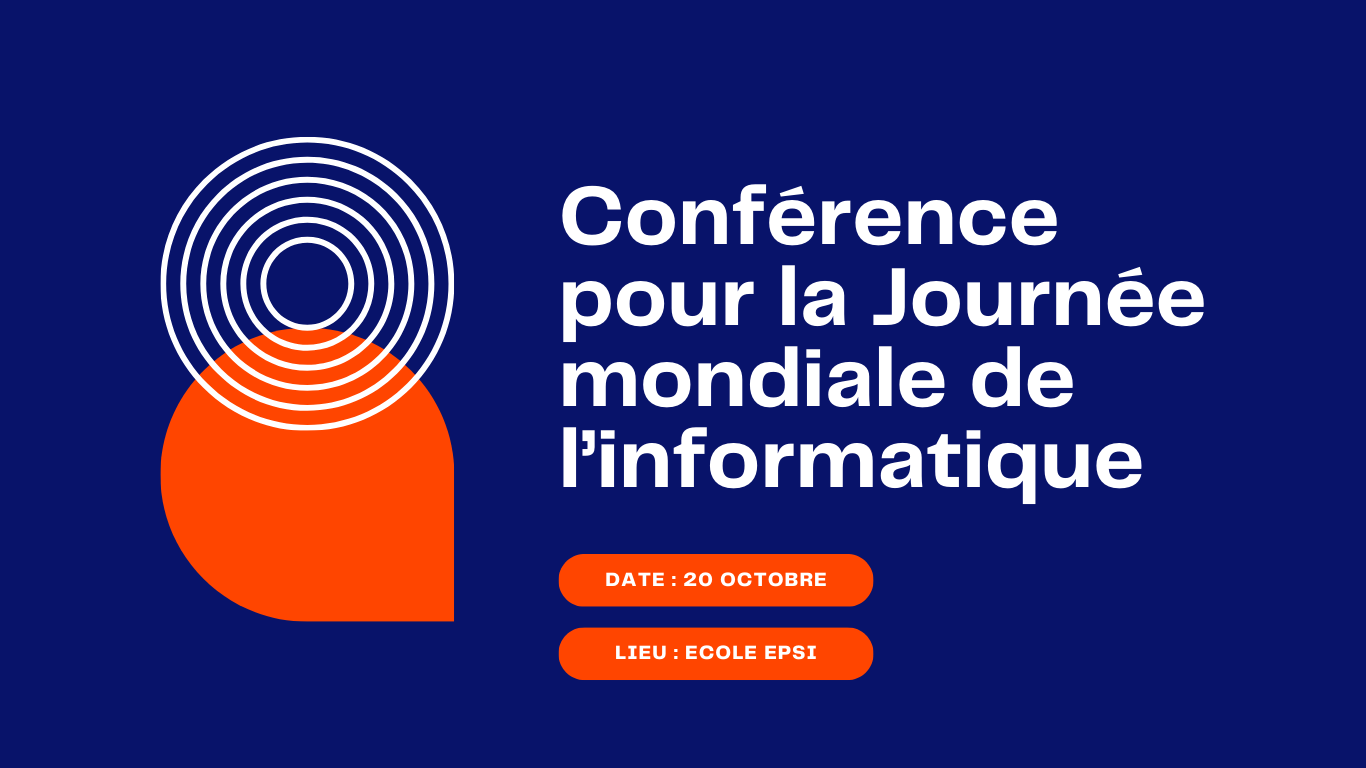 Conférence
pour la Journée
mondiale de
l’informatique
DATE : 20 OCTOBRE
LIEU : ECOLE EPSI